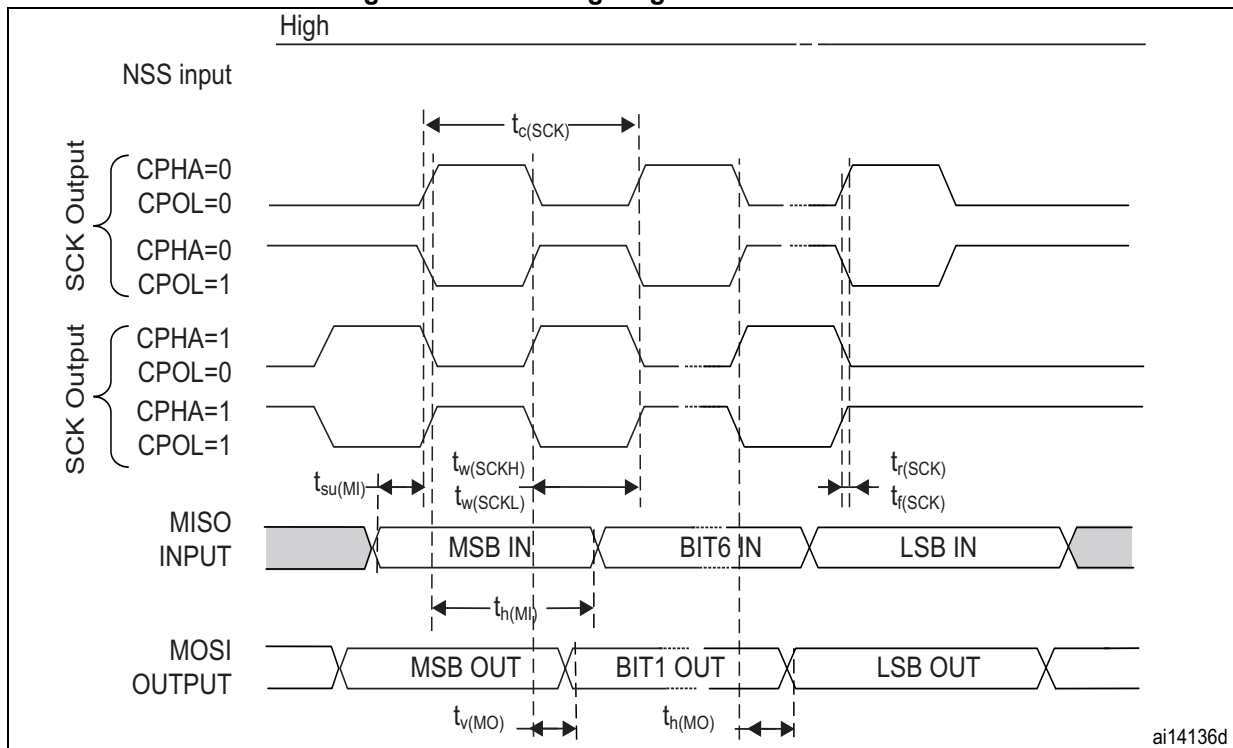 High
NSS input
tc(SCK)
SCK Output
CPHA=0
CPOL=0
CPHA=0
CPOL=1
SCK Output
CPHA=1
CPOL=0
CPHA=1
CPOL=1
tsu(MI)
tw(SCKH)
tw(SCKL)
tr(SCK)
tf(SCK)
MISO
INPUT
MSB IN
BIT6 IN
LSB IN
th(MI)
MOSI
OUTPUT
MSB OUT
BIT1 OUT
LSB OUT
tv(MO)
th(MO)
ai14136d